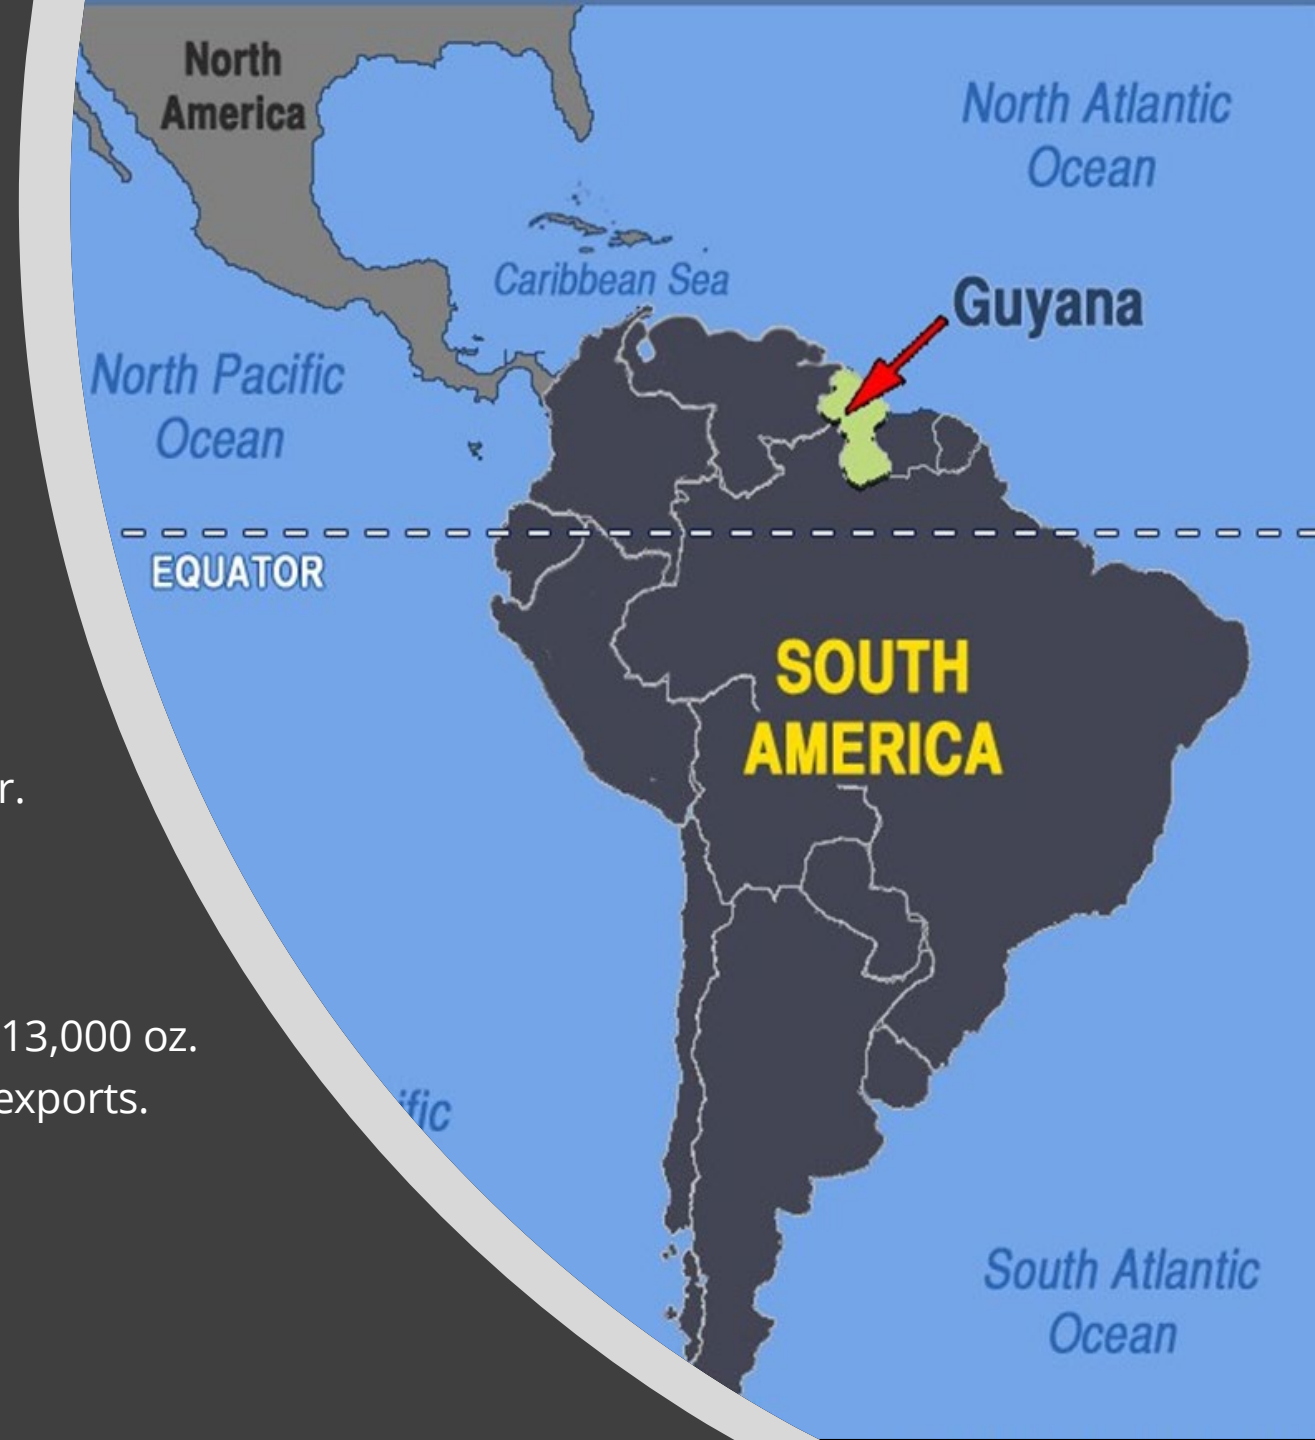 North
America
North Atlantic
Ocean
Caribbean Sea
Guyana
North Pacific
Ocean
EQUATOR
SOUTH
AMERICA
r.
13,000 oz.
exports.
ific
South Atlantic
Ocean